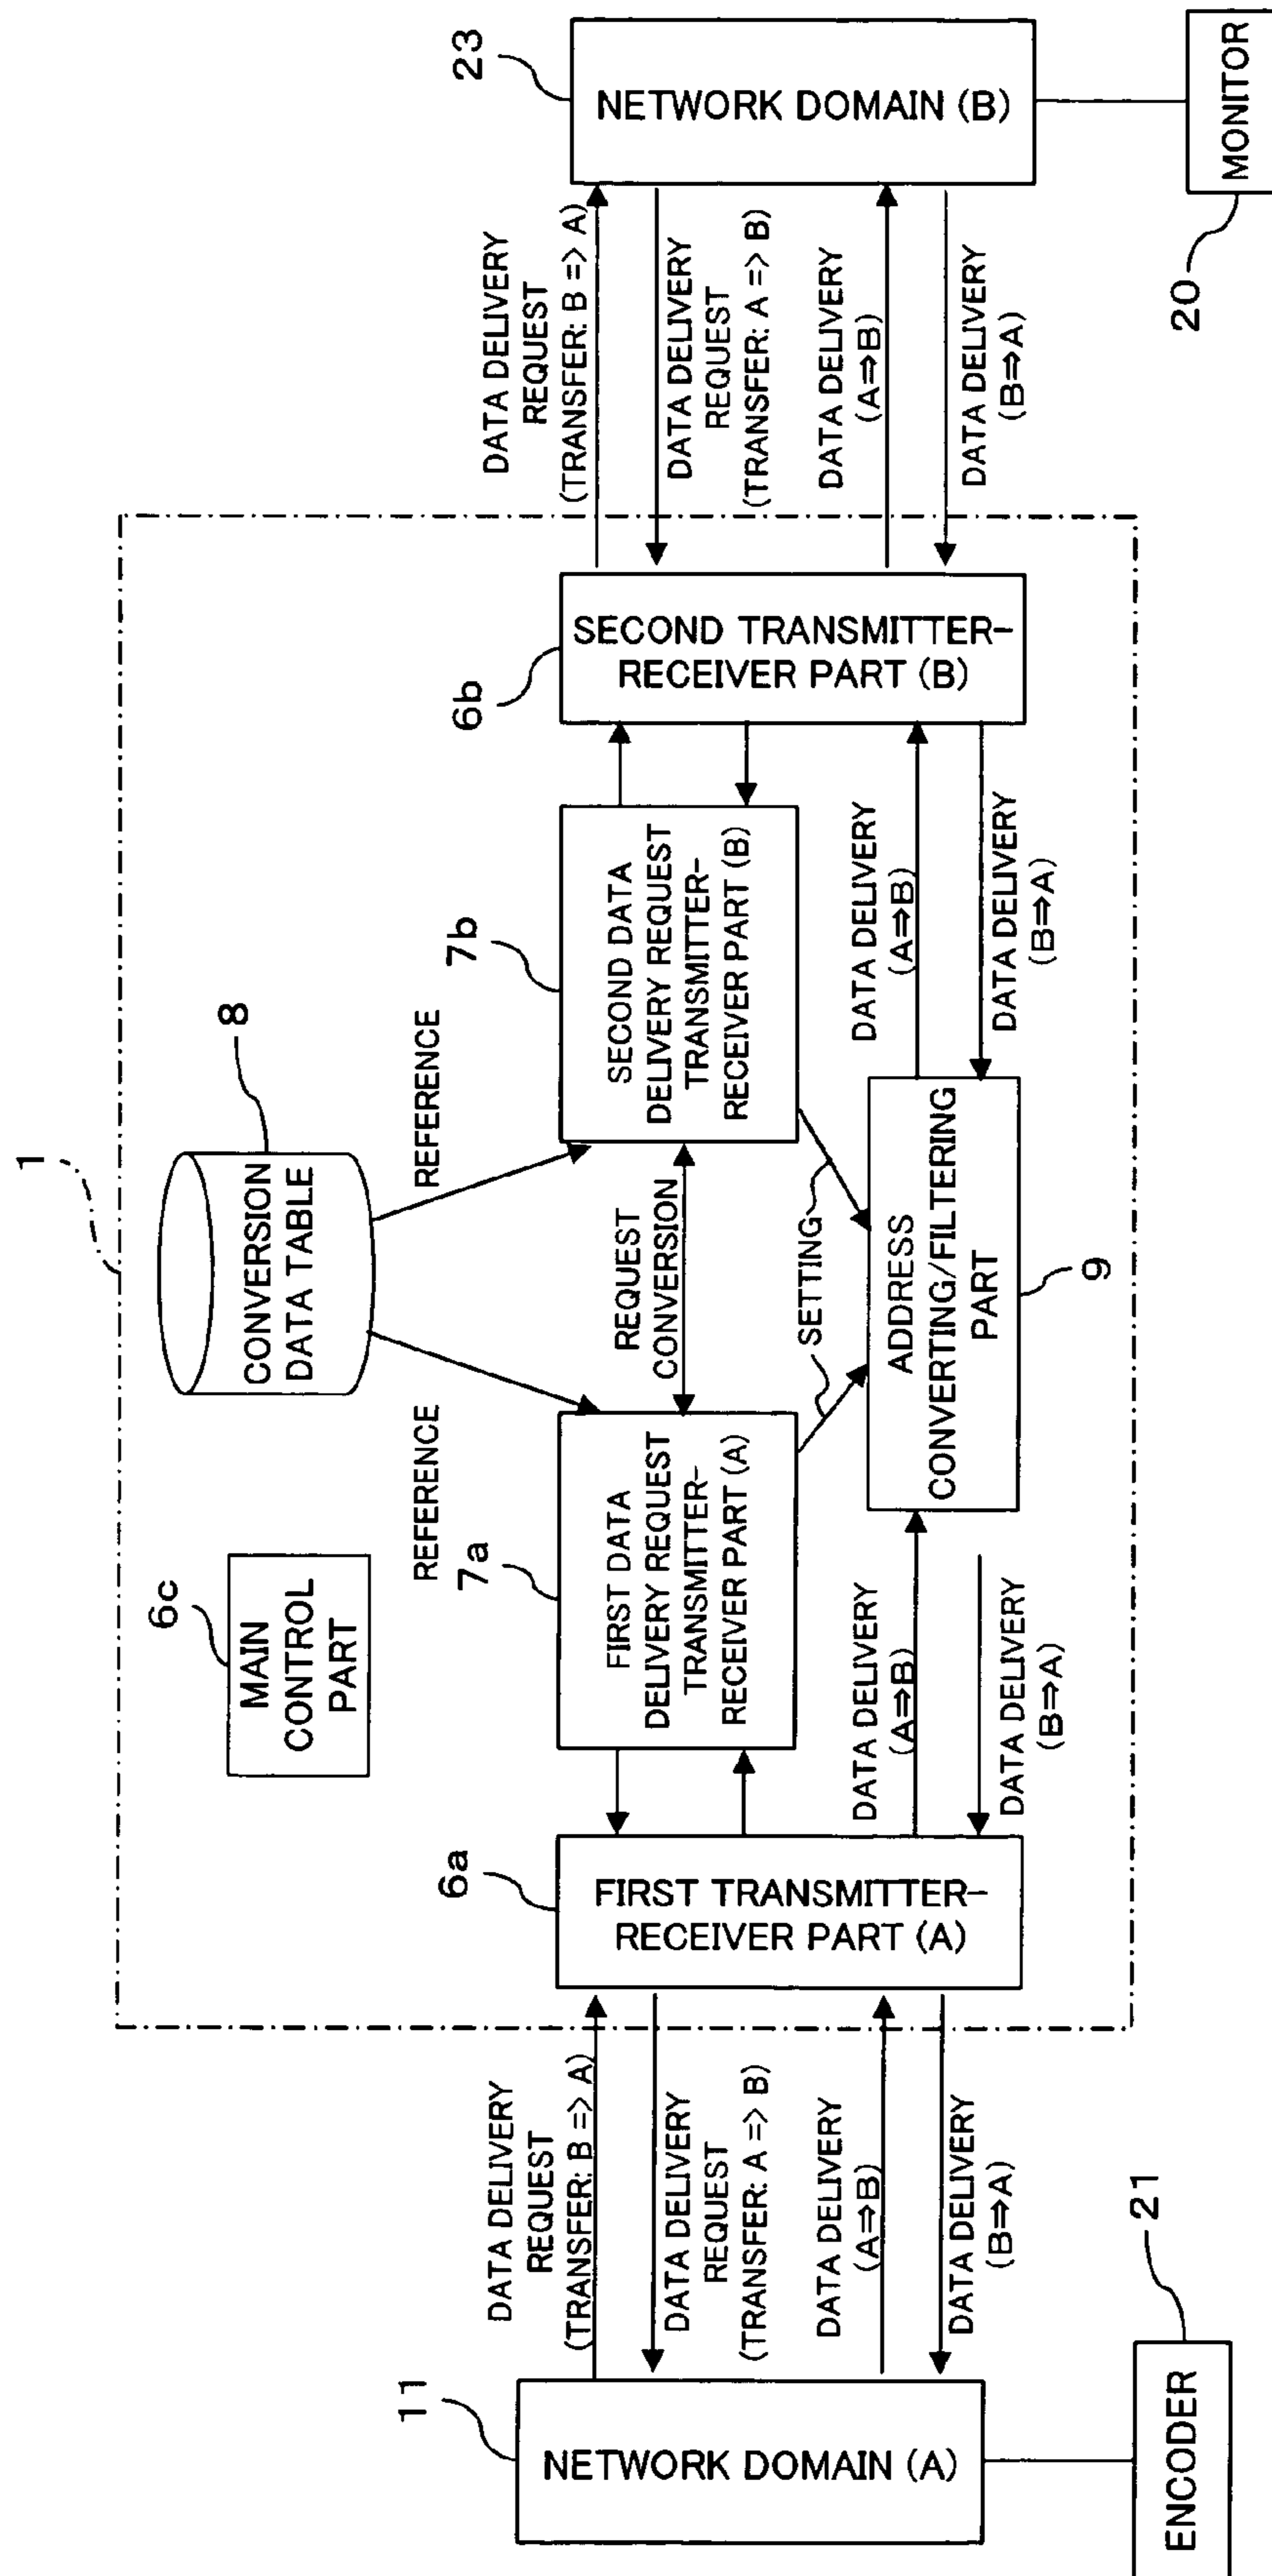 1
6c
MAIN
CONTROL
PART
8
CONVERSION
DATA TABLE
REFERENCE
REFERENCE
11
NETWORK DOMAIN (A)
21
ENCODER
DATA DELIVERY
REQUEST
(TRANSFER: B => A)
DATA DELIVERY
REQUEST
(TRANSFER: A => B)
DATA DELIVERY
(A⇒B)
DATA DELIVERY
(B⇒A)
6a
FIRST TRANSMITTER-
RECEIVER PART (A)
7a
FIRST DATA
DELIVERY REQUEST
TRANSMITTER-
RECEIVER PART (A)
DATA DELIVERY
(A⇒B)
DATA DELIVERY
(B⇒A)
REQUEST
CONVERSION
SETTING
ADDRESS
CONVERTING/FILTERING
PART
9
7b
SECOND DATA
DELIVERY REQUEST
TRANSMITTER-
RECEIVER PART (B)
DATA DELIVERY
(A⇒B)
DATA DELIVERY
(B⇒A)
6b
SECOND TRANSMITTER-
RECEIVER PART (B)
DATA DELIVERY
REQUEST
(TRANSFER: B => A)
DATA DELIVERY
REQUEST
(TRANSFER: A => B)
DATA DELIVERY
(A⇒B)
DATA DELIVERY
(B⇒A)
23
NETWORK DOMAIN (B)
20
MONITOR